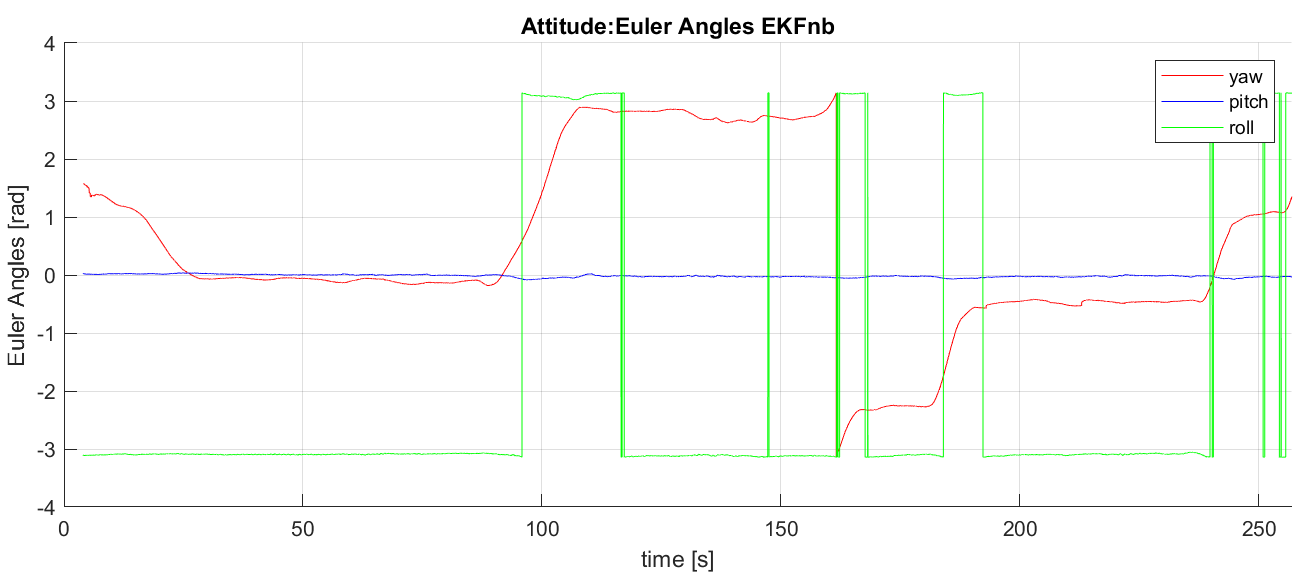 Attitude:Euler Angles EKFnb
4
3
2
1
0
-1
-2
-3
-4
Euler Angles [rad]
yaw
pitch
roll
0
50
100
150
200
250
time [s]